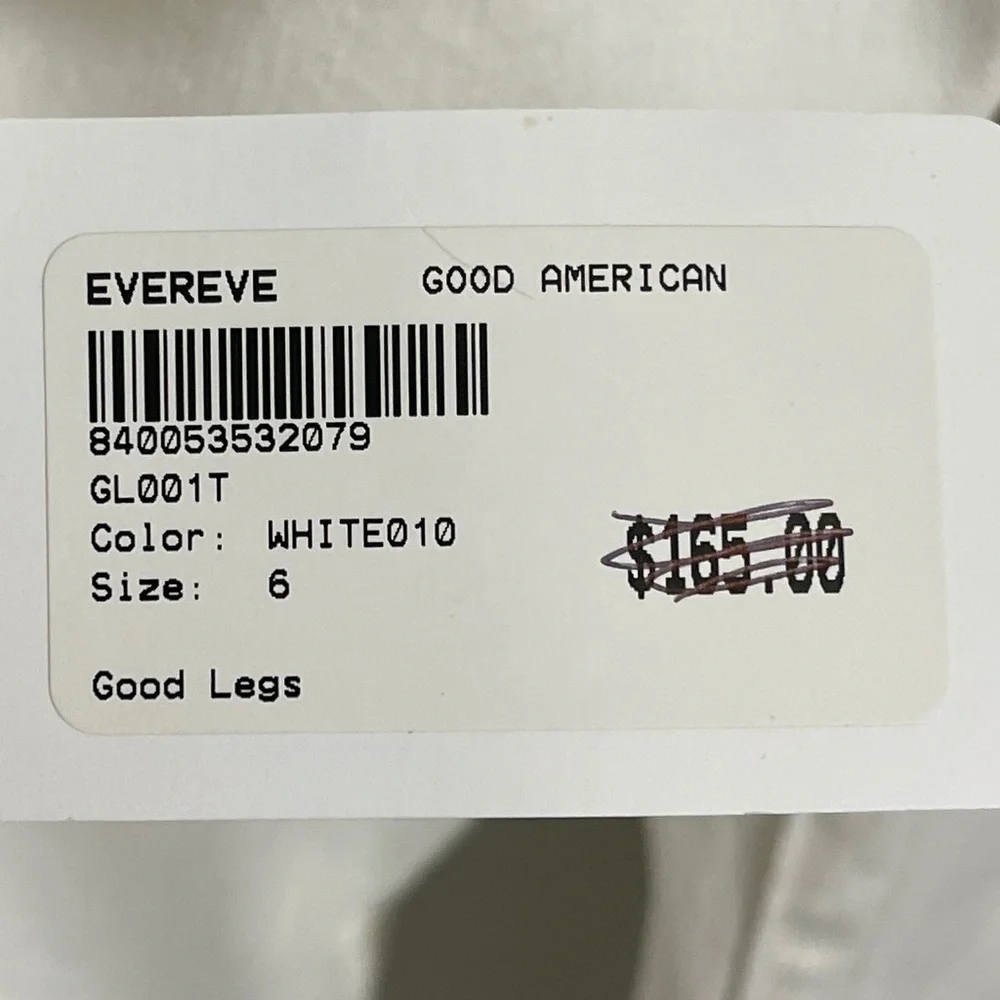 EVEREVE GOOD AMERICAN
840053532079
GL001T
Color: WHITE010
Size: 6
$165.00
Good Legs